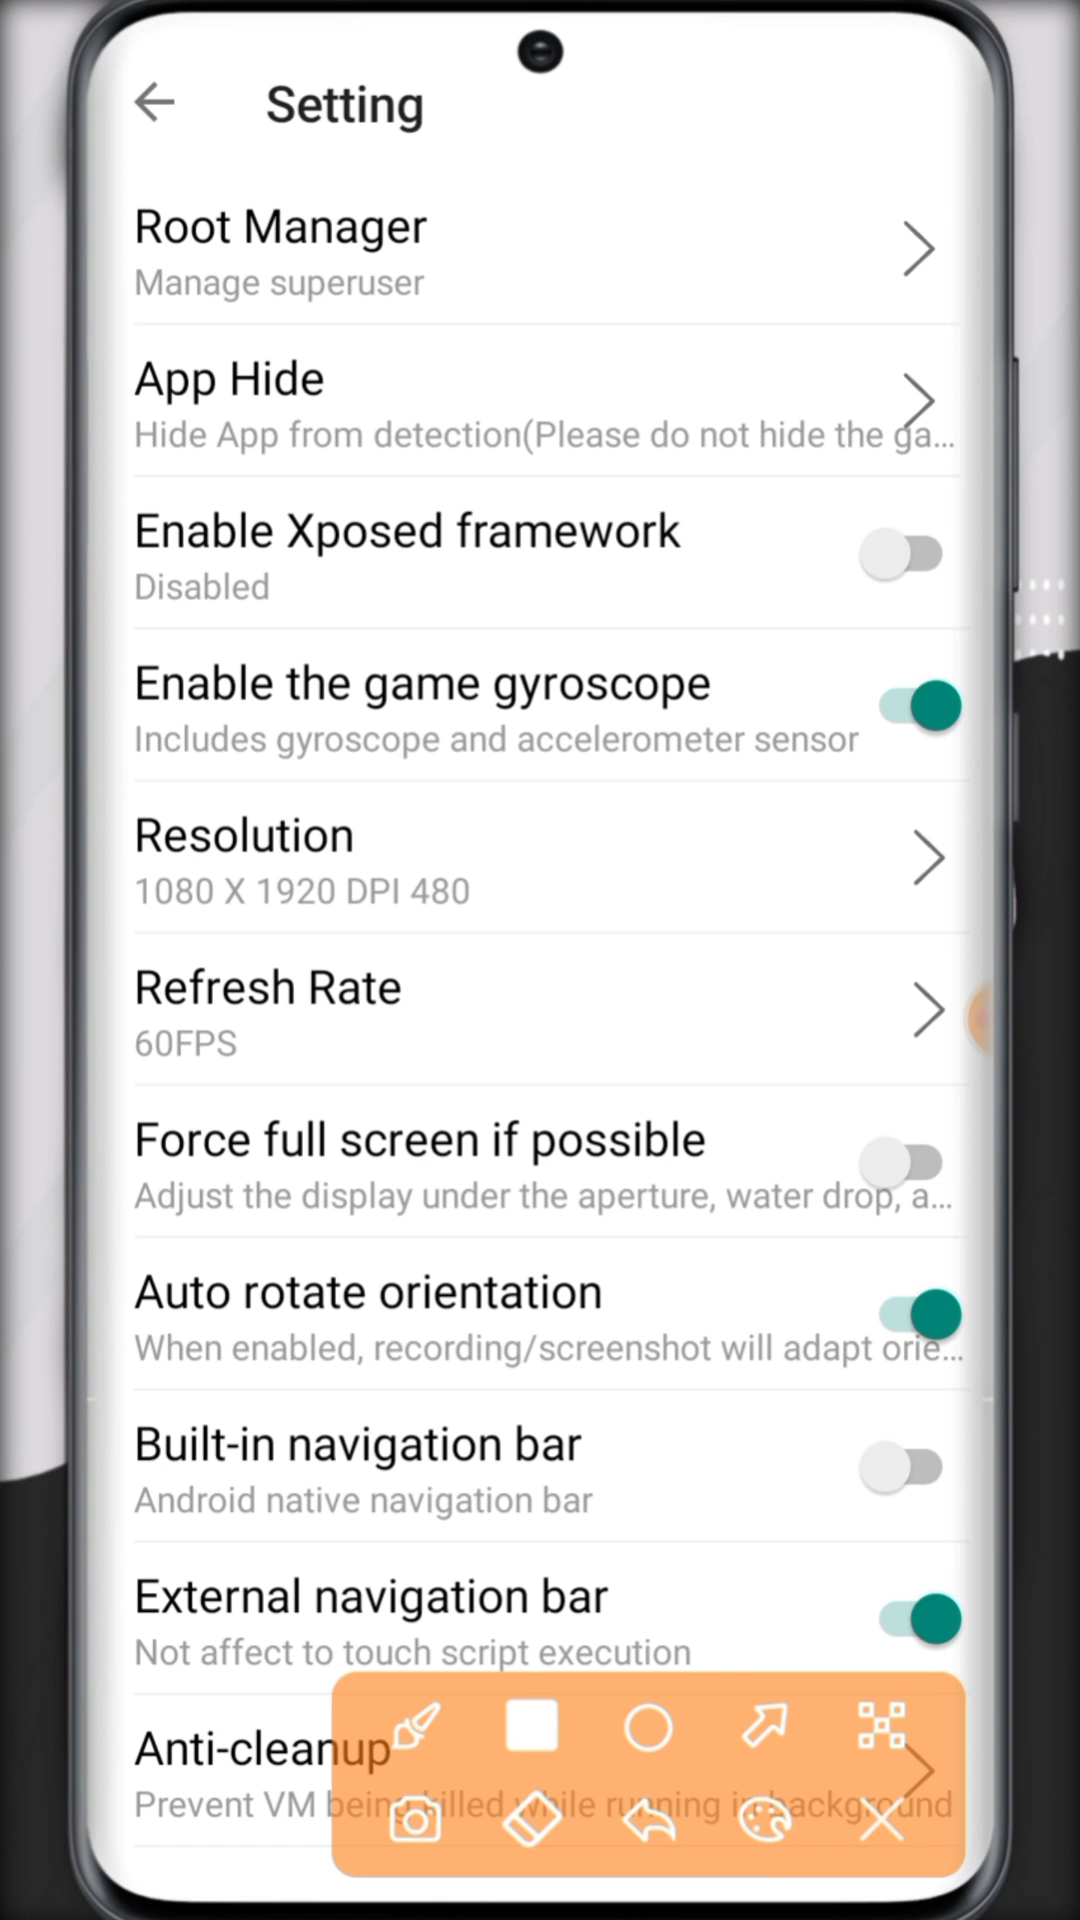 Setting
Root Manager
Manage superuser
App Hide
Hide App from detection(Please do not hide the ga...
Enable Xposed framework
Disabled
Enable the game gyroscope
Includes gyroscope and accelerometer sensor
Resolution
1080 X 1920 DPI 480
Refresh Rate
60FPS
Force full screen if possible
Adjust the display under the aperture, water drop, a...
Auto rotate orientation
When enabled, recording/screenshot will adapt orie...
Built-in navigation bar
Android native navigation bar
External navigation bar
Not affect to touch script execution
Anti-cleanup
Prevent VM being killed while running in background